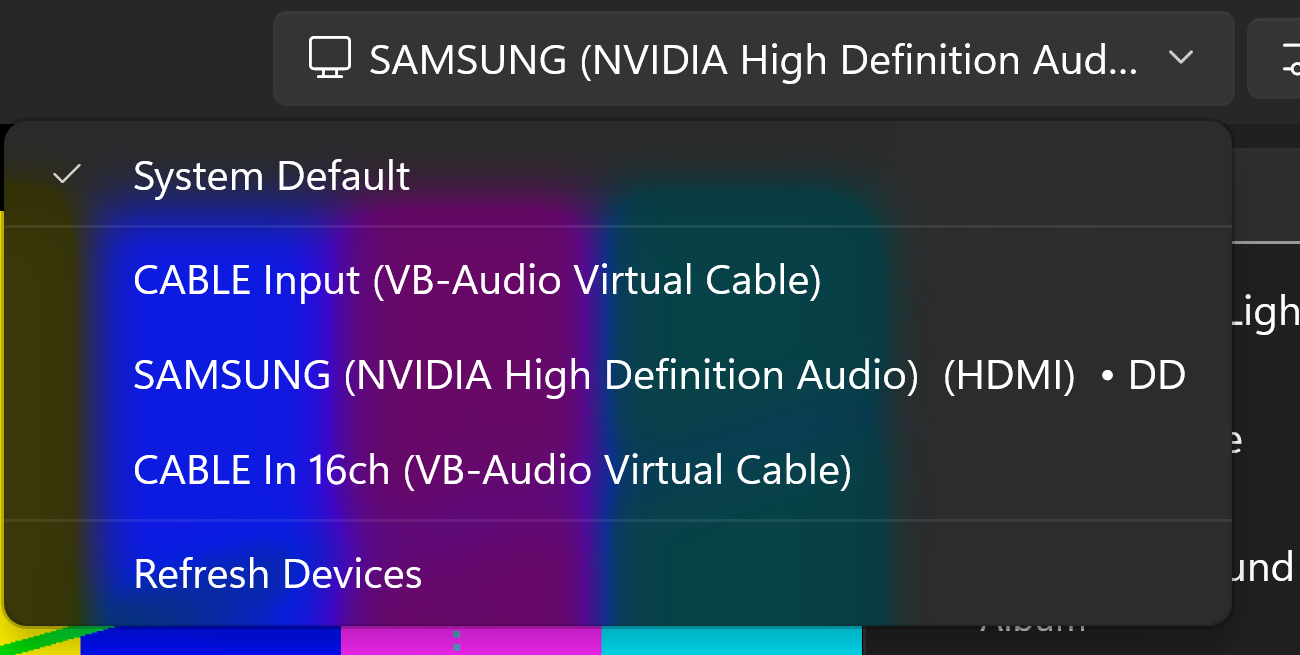 SAMSUNG (NVIDIA High Definition Aud...
System Default
CABLE Input (VB-Audio Virtual Cable)
SAMSUNG (NVIDIA High Definition Audio) (HDMI) • DD
CABLE In 16ch (VB-Audio Virtual Cable)
Refresh Devices
Album